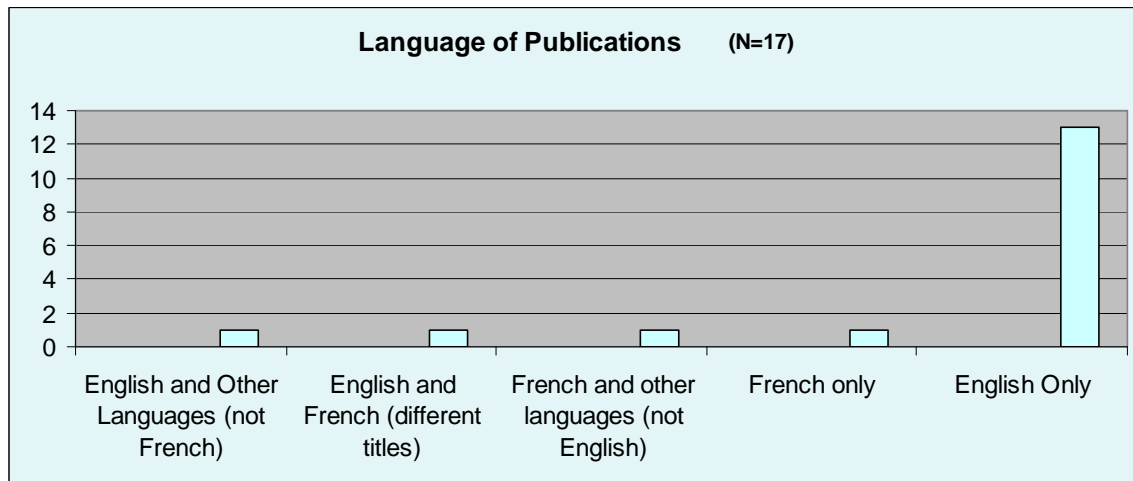 Language of Publications (N=17)
14
12
10
8
6
4
2
0
English and Other
Languages (not
French)
English and
French (different
titles)
French and other
languages (not
English)
French only
English Only